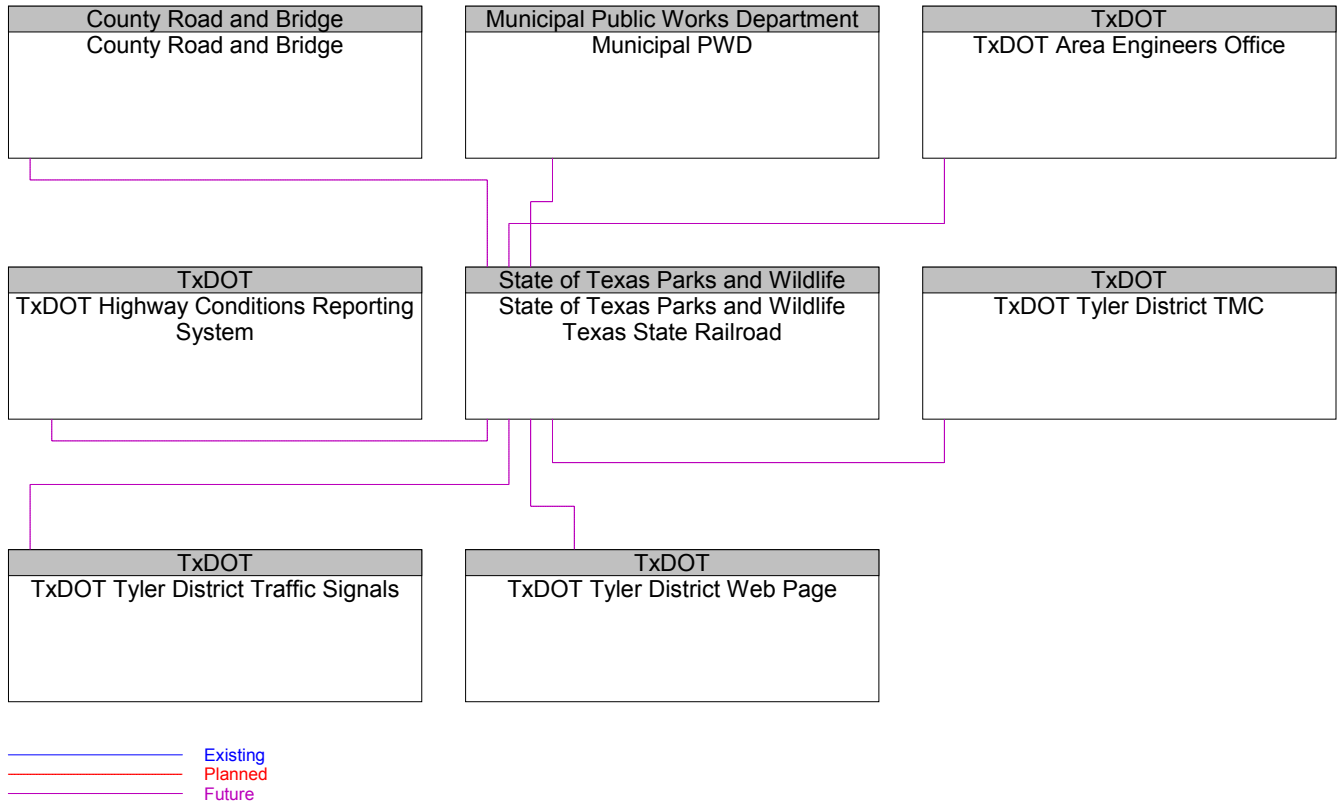 County Road and Bridge
County Road and Bridge
Municipal Public Works Department
Municipal PWD
TxDOT
TxDOT Area Engineers Office
TxDOT
TxDOT Highway Conditions Reporting
System
State of Texas Parks and Wildlife
State of Texas Parks and Wildlife
Texas State Railroad
TxDOT
TxDOT Tyler District TMC
TxDOT
TxDOT Tyler District Traffic Signals
TxDOT
TxDOT Tyler District Web Page
Existing
Planned
Future